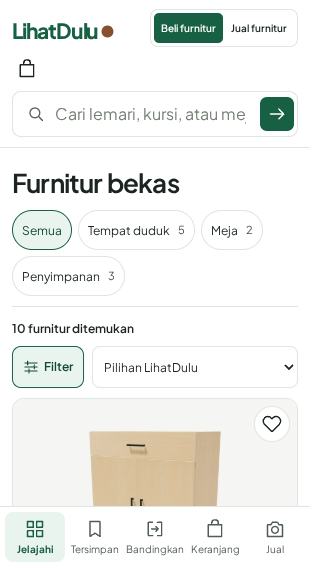 LihatDulu
Beli furnitur
Jual furnitur
Cari lemari, kursi, atau me
Furnitur bekas
Semua
Tempat duduk 5
Meja 2
Penyimpanan 3
10 furnitur ditemukan
Filter
Pilihan LihatDulu
Jelajahi
Tersimpan
Bandingkan
Keranjang
Jual